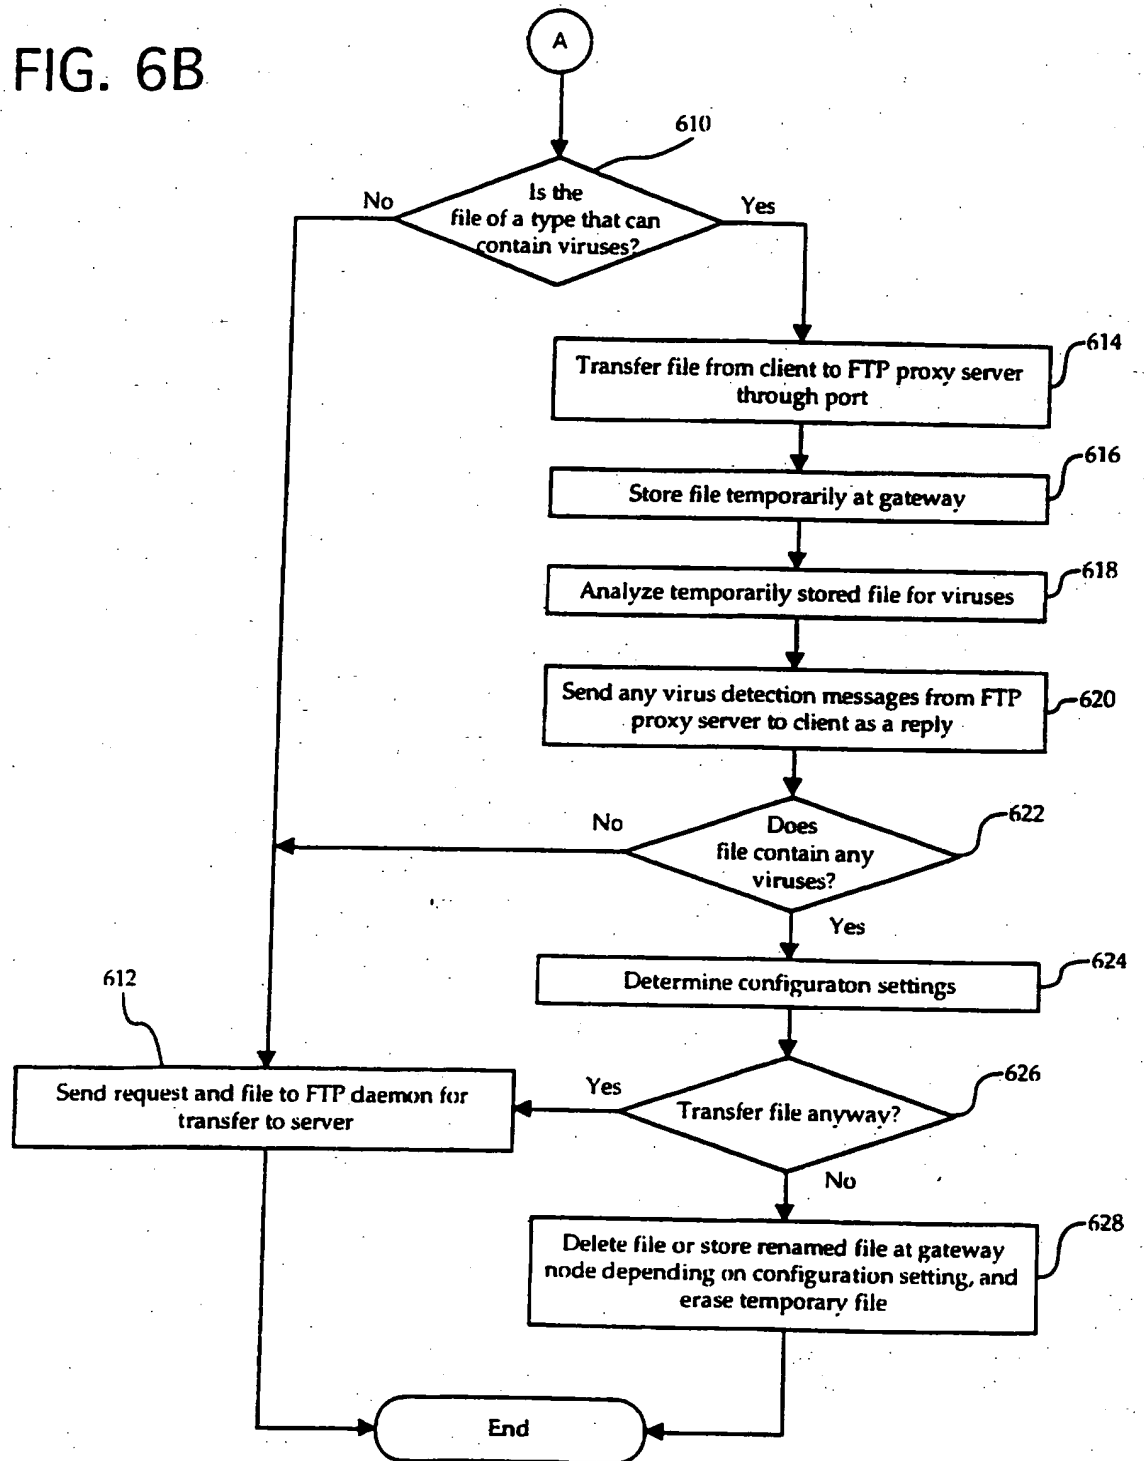 FIG. 6B
A
610
Is the
file of a type that can
contain viruses?
No
Yes
614
Transfer file from client to FTP proxy server
through port
616
Store file temporarily at gateway
618
Analyze temporarily stored file for viruses
620
Send any virus detection messages from FTP
proxy server to client as a reply
622
Does
file contain any
viruses?
No
Yes
624
Determine configuraton settings
612
Send request and file to FTP daemon for
transfer to server
626
Transfer file anyway?
Yes
No
628
Delete file or store renamed file at gateway
node depending on configuration setting, and
erase temporary file
End